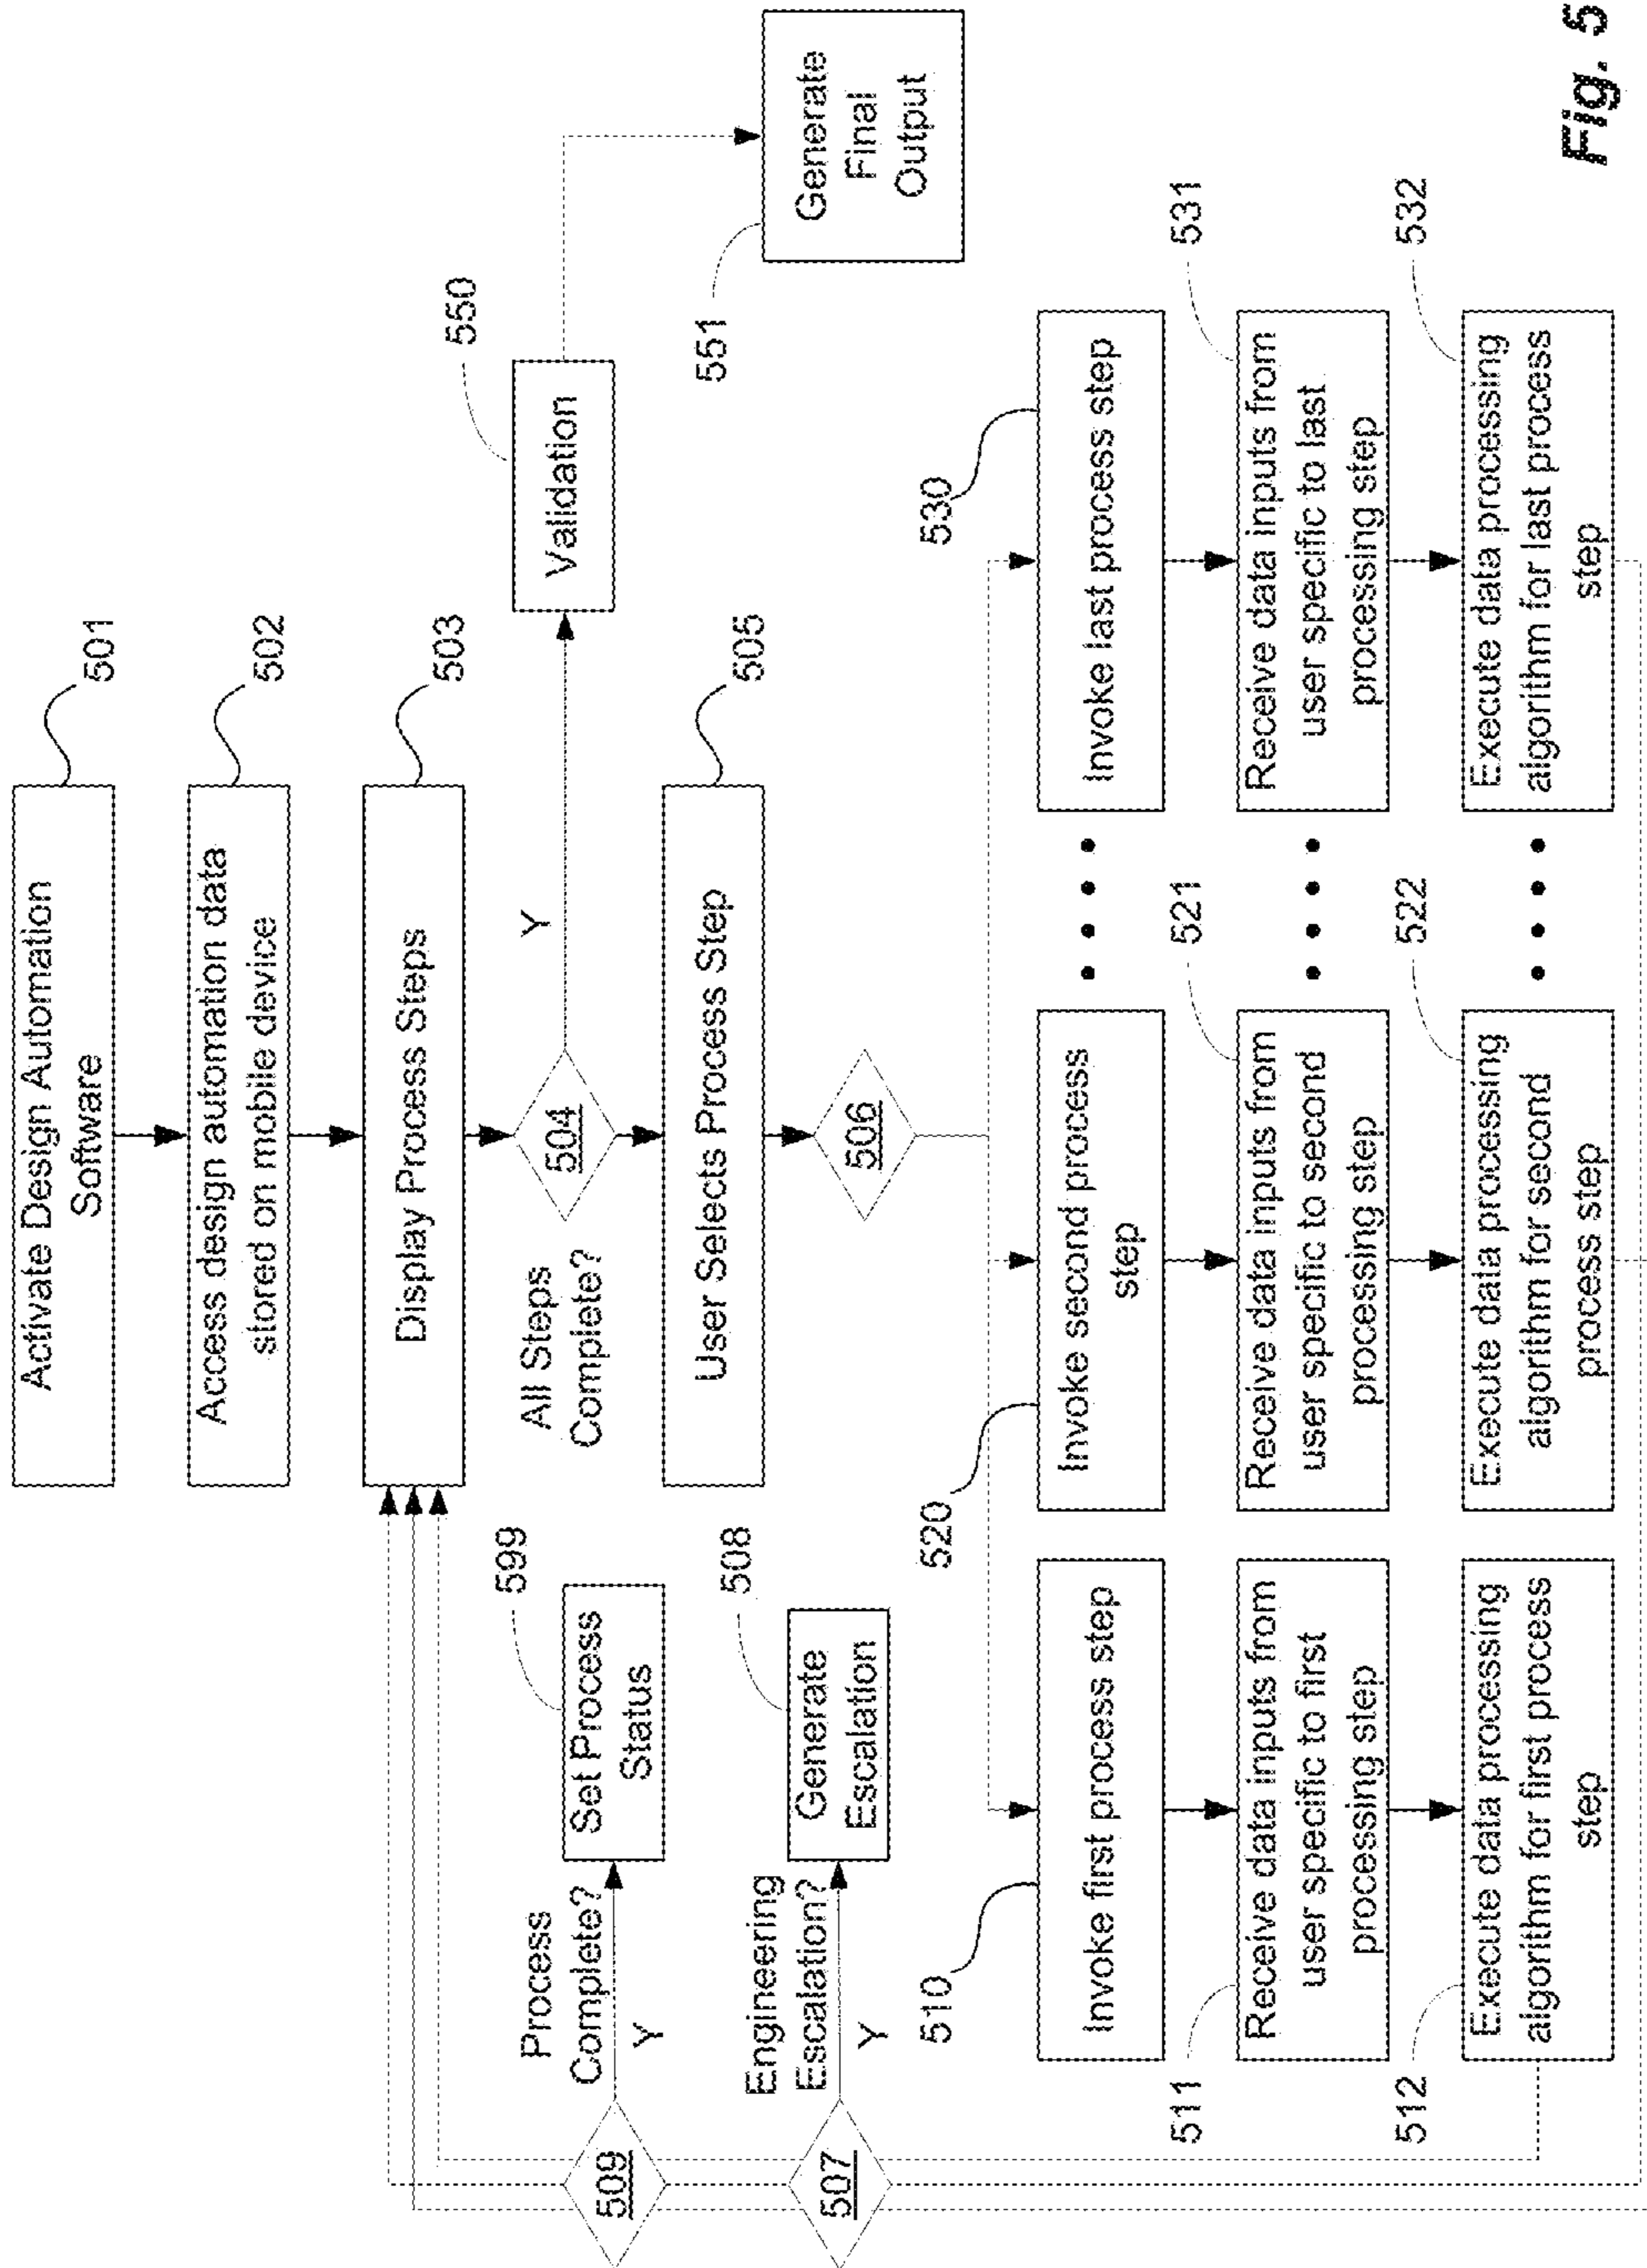 Activate Design Automation
Software
501
Access design automation data
stored on mobile device
502
Display Process Steps
503
504
All Steps
Complete?
Y
Validation
550
Generate
Final
Output
551
User Selects Process Step
505
506
Process
Complete?
Y
509
Set Process
Status
599
Engineering
Escalation?
Y
507
Generate
Escalation
508
510
Invoke first process step
511
Receive data inputs from
user specific to first
processing step
512
Execute data processing
algorithm for first process
step
520
Invoke second process
step
521
Receive data inputs from
user specific to second
processing step
522
Execute data processing
algorithm for second
process step
530
Invoke last process step
531
Receive data inputs from
user specific to last
processing step
532
Execute data processing
algorithm for last process
step
Fig. 5